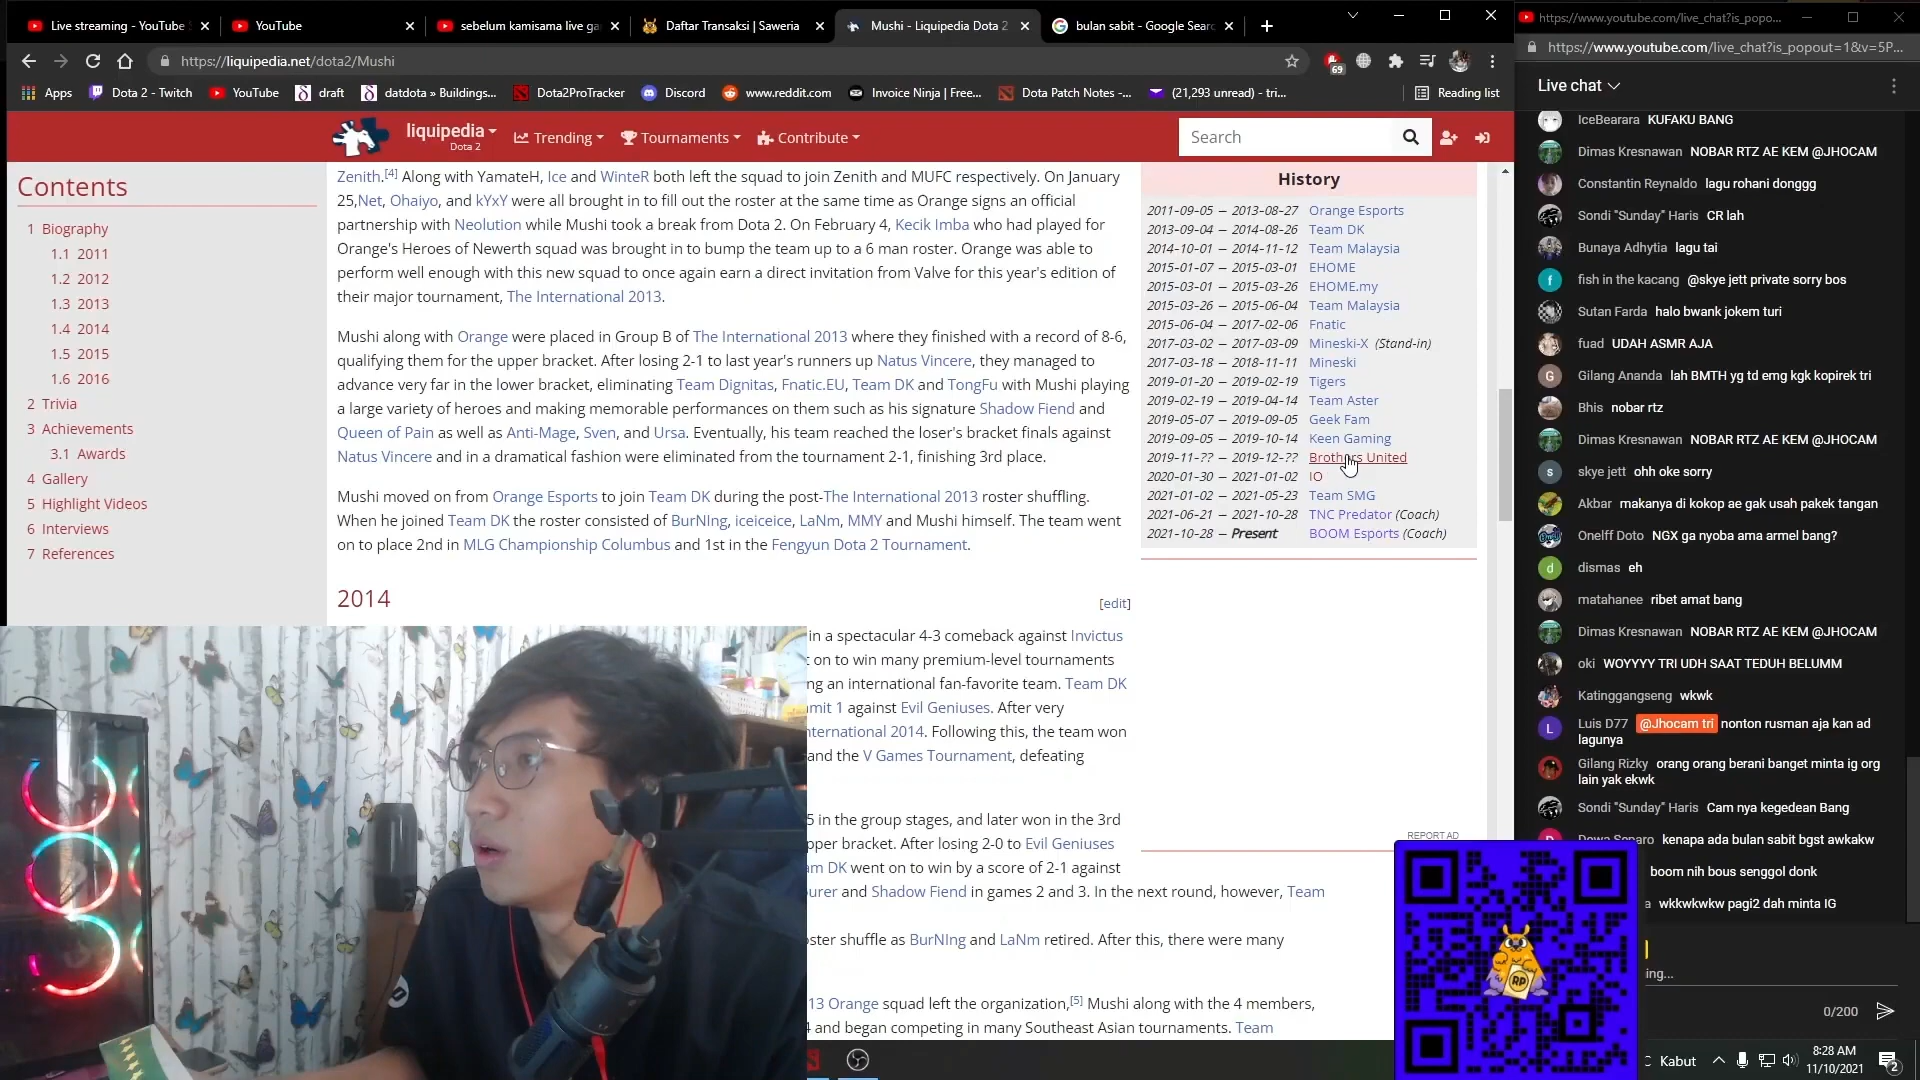 Live streaming - YouTube S
YouTube
sebelum kamisama live ga
Daftar Transaksi | Saweria
Mushi - Liquipedia Dota 2
bulan sabit - Google Searc
https://www.youtube.com/live_chat?is_popo...
https://liquipedia.net/dota2/Mushi
69
https://www.youtube.com/live_chat?is_popout=1&v=5P...
Apps
Dota 2 - Twitch
YouTube
draft
datdota » Buildings...
Dota2ProTracker
Discord
www.reddit.com
Invoice Ninja | Free...
Dota Patch Notes -...
(21,293 unread) - tri...
Reading list
liquipedia
Dota 2
Trending
Tournaments
Contribute
Search
Contents
1 Biography
1.1 2011
1.2 2012
1.3 2013
1.4 2014
1.5 2015
1.6 2016
2 Trivia
3 Achievements
3.1 Awards
4 Gallery
5 Highlight Videos
6 Interviews
7 References
Zenith.[4] Along with YamateH, Ice and WinteR both left the squad to join Zenith and MUFC respectively. On January
25,Net, Ohaiyo, and kYxY were all brought in to fill out the roster at the same time as Orange signs an official
partnership with Neolution while Mushi took a break from Dota 2. On February 4, Kecik Imba who had played for
Orange's Heroes of Newerth squad was brought in to bump the team up to a 6 man roster. Orange was able to
perform well enough with this new squad to once again earn a direct invitation from Valve for this year's edition of
their major tournament, The International 2013.
Mushi along with Orange were placed in Group B of The International 2013 where they finished with a record of 8-6,
qualifying them for the upper bracket. After losing 2-1 to last year's runners up Natus Vincere, they managed to
advance very far in the lower bracket, eliminating Team Dignitas, Fnatic.EU, Team DK and TongFu with Mushi playing
a large variety of heroes and making memorable performances on them such as his signature Shadow Fiend and
Queen of Pain as well as Anti-Mage, Sven, and Ursa. Eventually, his team reached the loser's bracket finals against
Natus Vincere and in a dramatical fashion were eliminated from the tournament 2-1, finishing 3rd place.
Mushi moved on from Orange Esports to join Team DK during the post-The International 2013 roster shuffling.
When he joined Team DK the roster consisted of BurNIng, iceiceice, LaNm, MMY and Mushi himself. The team went
on to place 2nd in MLG Championship Columbus and 1st in the Fengyun Dota 2 Tournament.
2014
[edit]
in a spectacular 4-3 comeback against Invictus
t on to win many premium-level tournaments
ng an international fan-favorite team. Team DK
mit 1 against Evil Geniuses. After very
nternational 2014. Following this, the team won
and the V Games Tournament, defeating
5 in the group stages, and later won in the 3rd
pper bracket. After losing 2-0 to Evil Geniuses
am DK went on to win by a score of 2-1 against
ourer and Shadow Fiend in games 2 and 3. In the next round, however, Team
oster shuffle as BurNIng and LaNm retired. After this, there were many
13 Orange squad left the organization,[5] Mushi along with the 4 members,
4 and began competing in many Southeast Asian tournaments. Team
History
2011-09-05 — 2013-08-27 Orange Esports
2013-09-04 — 2014-08-26 Team DK
2014-10-01 — 2014-11-12 Team Malaysia
2015-01-07 — 2015-03-01 EHOME
2015-03-01 — 2015-03-26 EHOME.my
2015-03-26 — 2015-06-04 Team Malaysia
2015-06-04 — 2017-02-06 Fnatic
2017-03-02 — 2017-03-09 Mineski-X (Stand-in)
2017-03-18 — 2018-11-11 Mineski
2019-01-20 — 2019-02-19 Tigers
2019-02-19 — 2019-04-14 Team Aster
2019-05-07 — 2019-09-05 Geek Fam
2019-09-05 — 2019-10-14 Keen Gaming
2019-11-?? — 2019-12-?? Brothers United
2020-01-30 — 2021-01-02 IO
2021-01-02 — 2021-05-23 Team SMG
2021-06-21 — 2021-10-28 TNC Predator (Coach)
2021-10-28 — Present BOOM Esports (Coach)
REPORT AD
Live chat
IceBearara KUFAKU BANG
Dimas Kresnawan NOBAR RTZ AE KEM @JHOCAM
Constantin Reynaldo lagu rohani donggg
Sondi "Sunday" Haris CR lah
Bunaya Adhytia lagu tai
fish in the kacang @skye jett private sorry bos
Sutan Farda halo bwank jokem turi
fuad UDAH ASMR AJA
Gilang Ananda lah BMTH yg td emg kgk kopirek tri
Bhis nobar rtz
Dimas Kresnawan NOBAR RTZ AE KEM @JHOCAM
skye jett ohh oke sorry
Akbar makanya di kokop ae gak usah pakek tangan
Onelff Doto NGX ga nyoba ama armel bang?
dismas eh
matahanee ribet amat bang
Dimas Kresnawan NOBAR RTZ AE KEM @JHOCAM
oki WOYYYY TRI UDH SAAT TEDUH BELUMM
Katinggangseng wkwk
Luis D77 @Jhocam tri nonton rusman aja kan ad
lagunya
Gilang Rizky orang orang berani banget minta ig org
lain yak ekwk
Sondi "Sunday" Haris Cam nya kegedean Bang
kenapa ada bulan sabit bgst awkakw
boom nih bous senggol donk
a wkkwkwkw pagi2 dah minta IG
ing...
0/200
RP
C Kabut
8:28 AM
11/10/2021
2